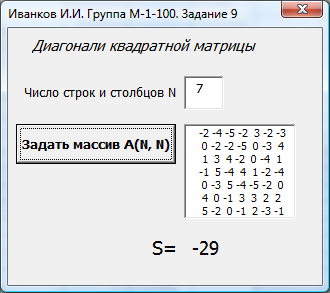 Иванков И.И. Группа М-1-100. Задание 9
Диагонали квадратной матрицы
Число строк и столбцов N 7
Задать массив A(N, N)
-2 -4 -5 -2 3 -2 -3
0 -2 -2 -5 0 -3 4
1 3 4 -2 0 -4 1
-1 5 -4 4 1 -2 -4
0 -3 5 -4 -5 -2 0
4 0 -1 3 3 2 2
5 -2 0 -1 2 -3 -1
S= -29